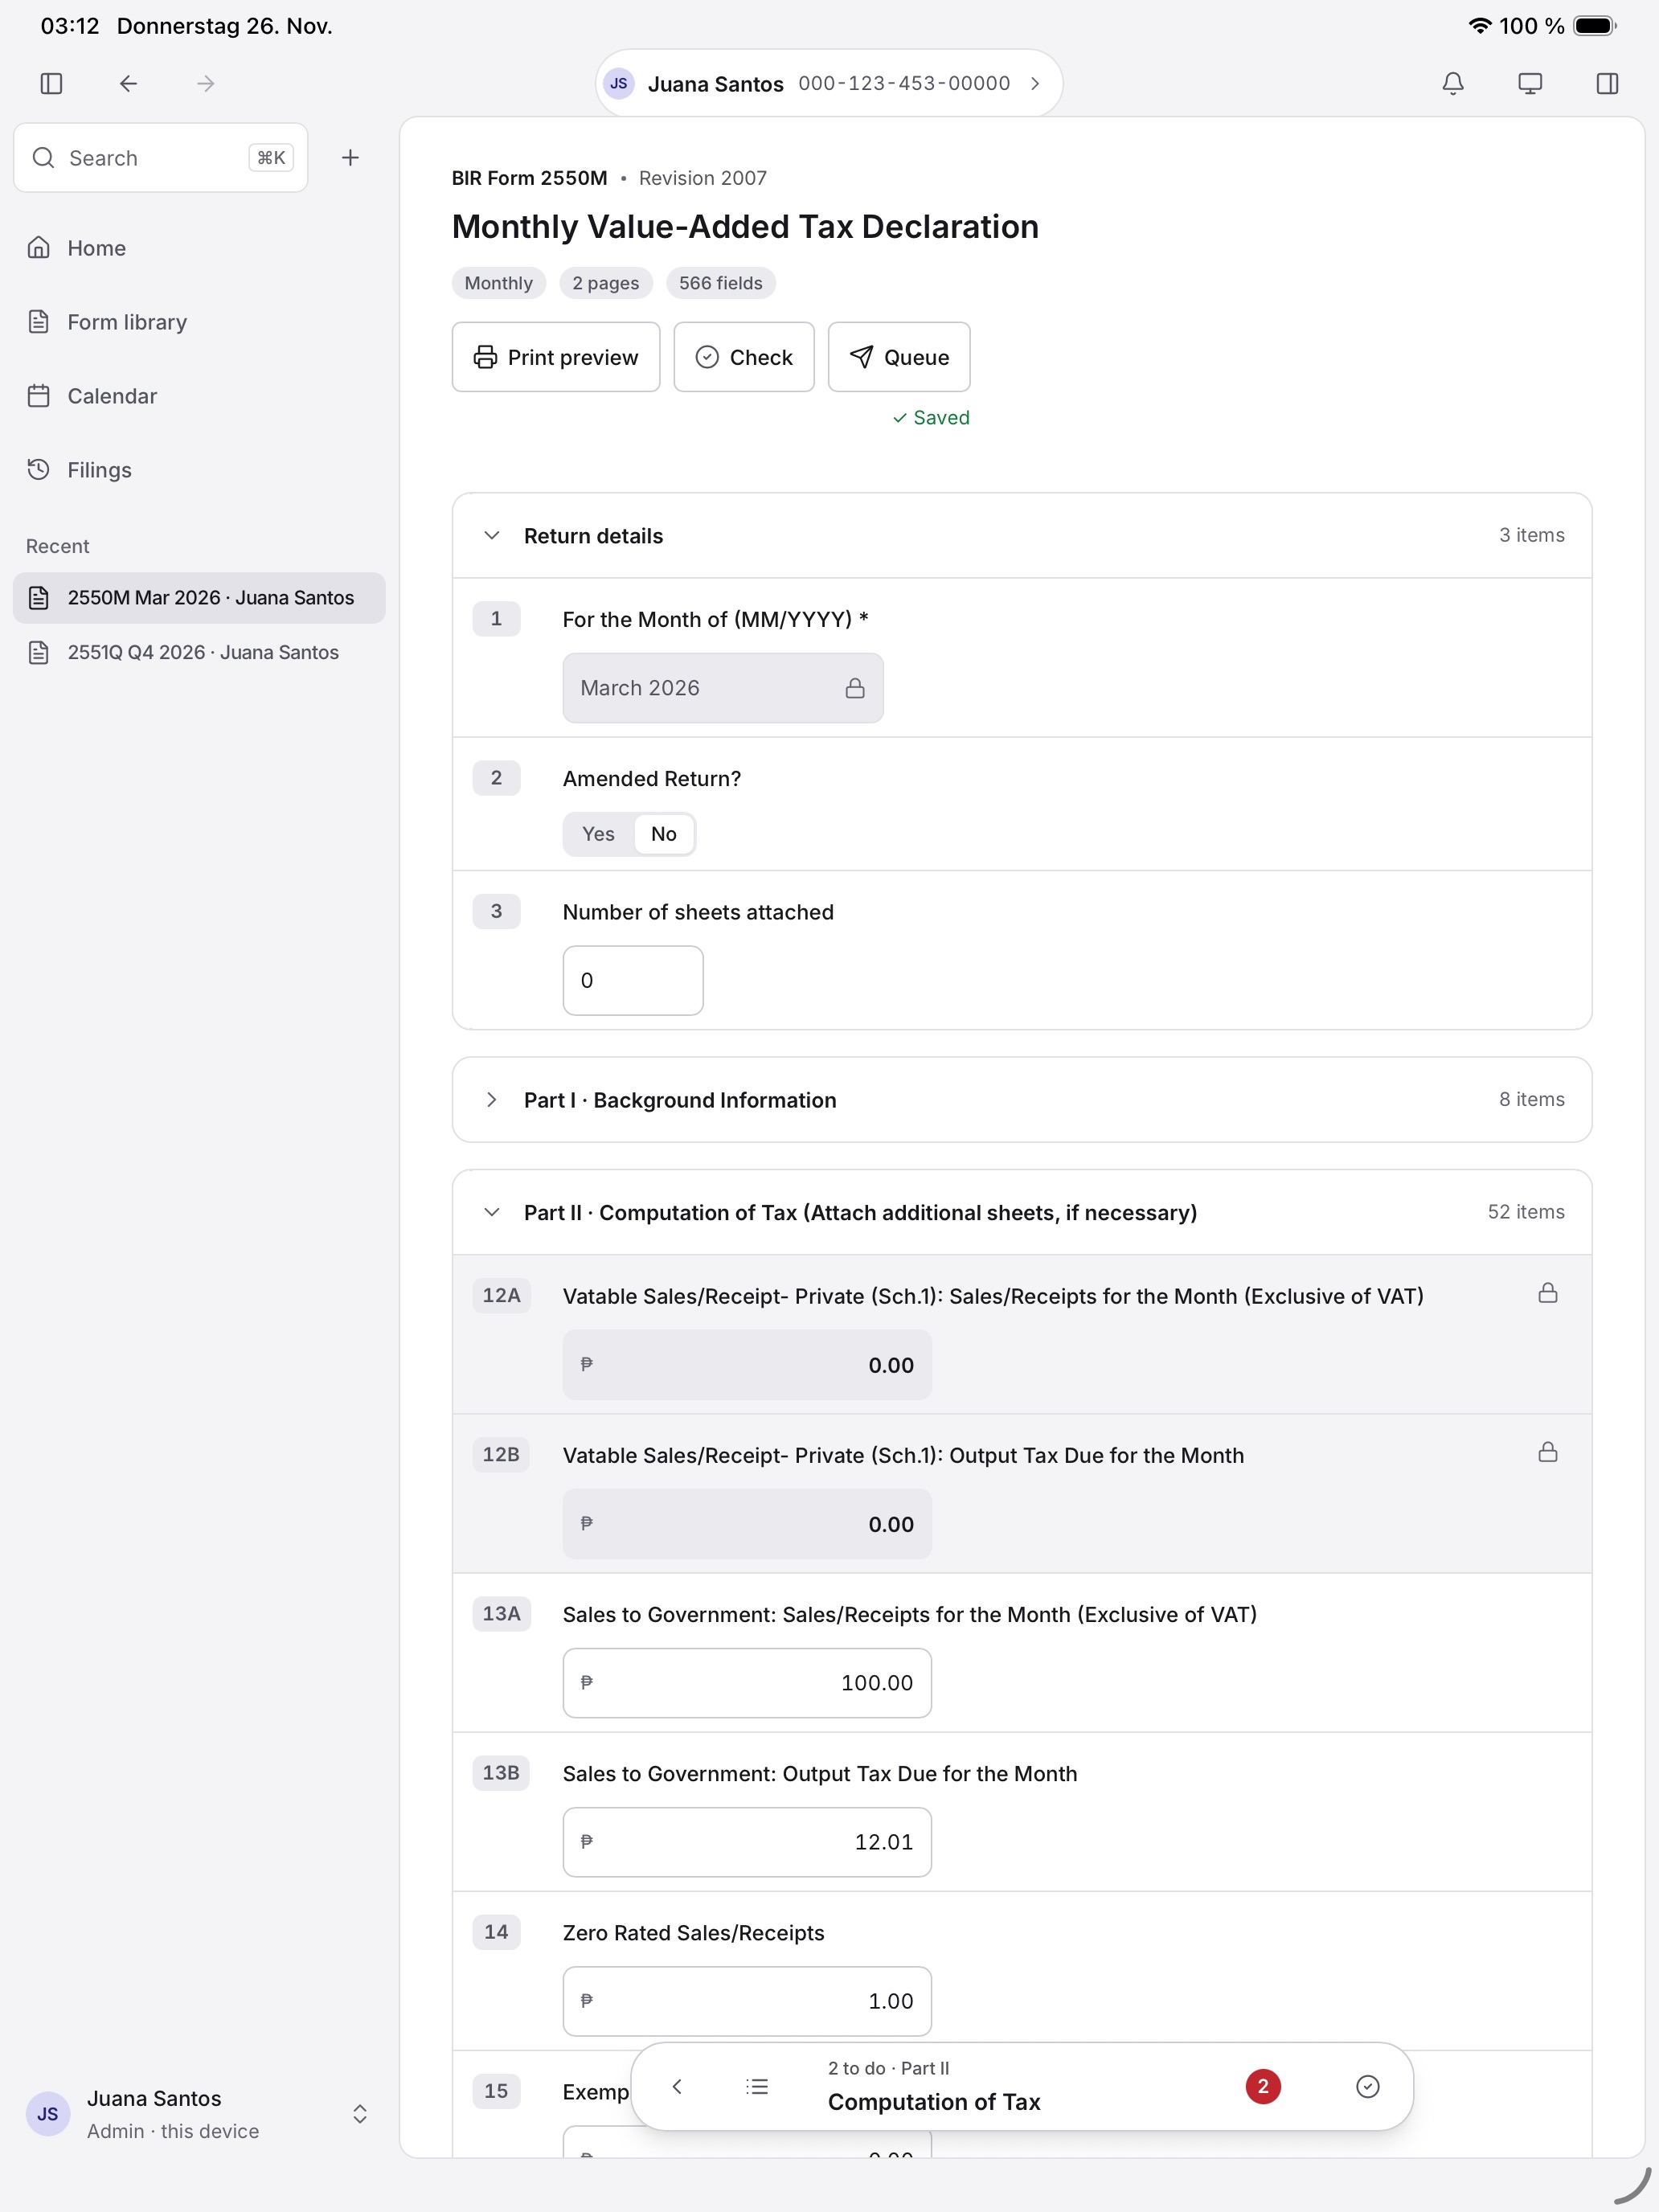 03:12 Donnerstag 26. Nov.
100 %
JS Juana Santos 000-123-453-00000
Search ⌘K
Home
Form library
Calendar
Filings
Recent
2550M Mar 2026 · Juana Santos
2551Q Q4 2026 · Juana Santos
JS Juana Santos
Admin · this device
BIR Form 2550M • Revision 2007
Monthly Value-Added Tax Declaration
Monthly 2 pages 566 fields
Print preview Check Queue
✓ Saved
Return details 3 items
1 For the Month of (MM/YYYY) *
March 2026
2 Amended Return?
Yes No
3 Number of sheets attached
0
Part I · Background Information 8 items
Part II · Computation of Tax (Attach additional sheets, if necessary) 52 items
12A Vatable Sales/Receipt- Private (Sch.1): Sales/Receipts for the Month (Exclusive of VAT)
₱ 0.00
12B Vatable Sales/Receipt- Private (Sch.1): Output Tax Due for the Month
₱ 0.00
13A Sales to Government: Sales/Receipts for the Month (Exclusive of VAT)
₱ 100.00
13B Sales to Government: Output Tax Due for the Month
₱ 12.01
14 Zero Rated Sales/Receipts
₱ 1.00
15 Exemp
2 to do · Part II
Computation of Tax
2